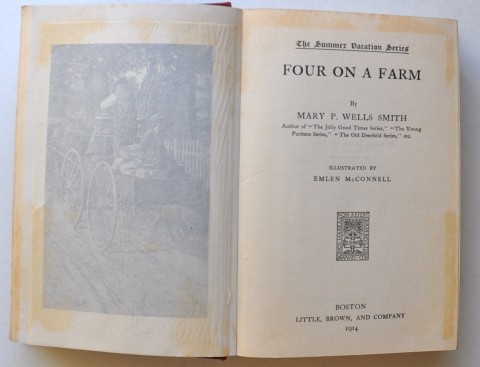 The Summer Vacation Series
FOUR ON A FARM
By
MARY P. WELLS SMITH
Author of "The Jolly Good Times Series," "The Young
Puritans Series," "The Old Deerfield Series," etc.
ILLUSTRATED BY
EMLEN McCONNELL
BOSTON
LITTLE, BROWN, AND COMPANY
1914